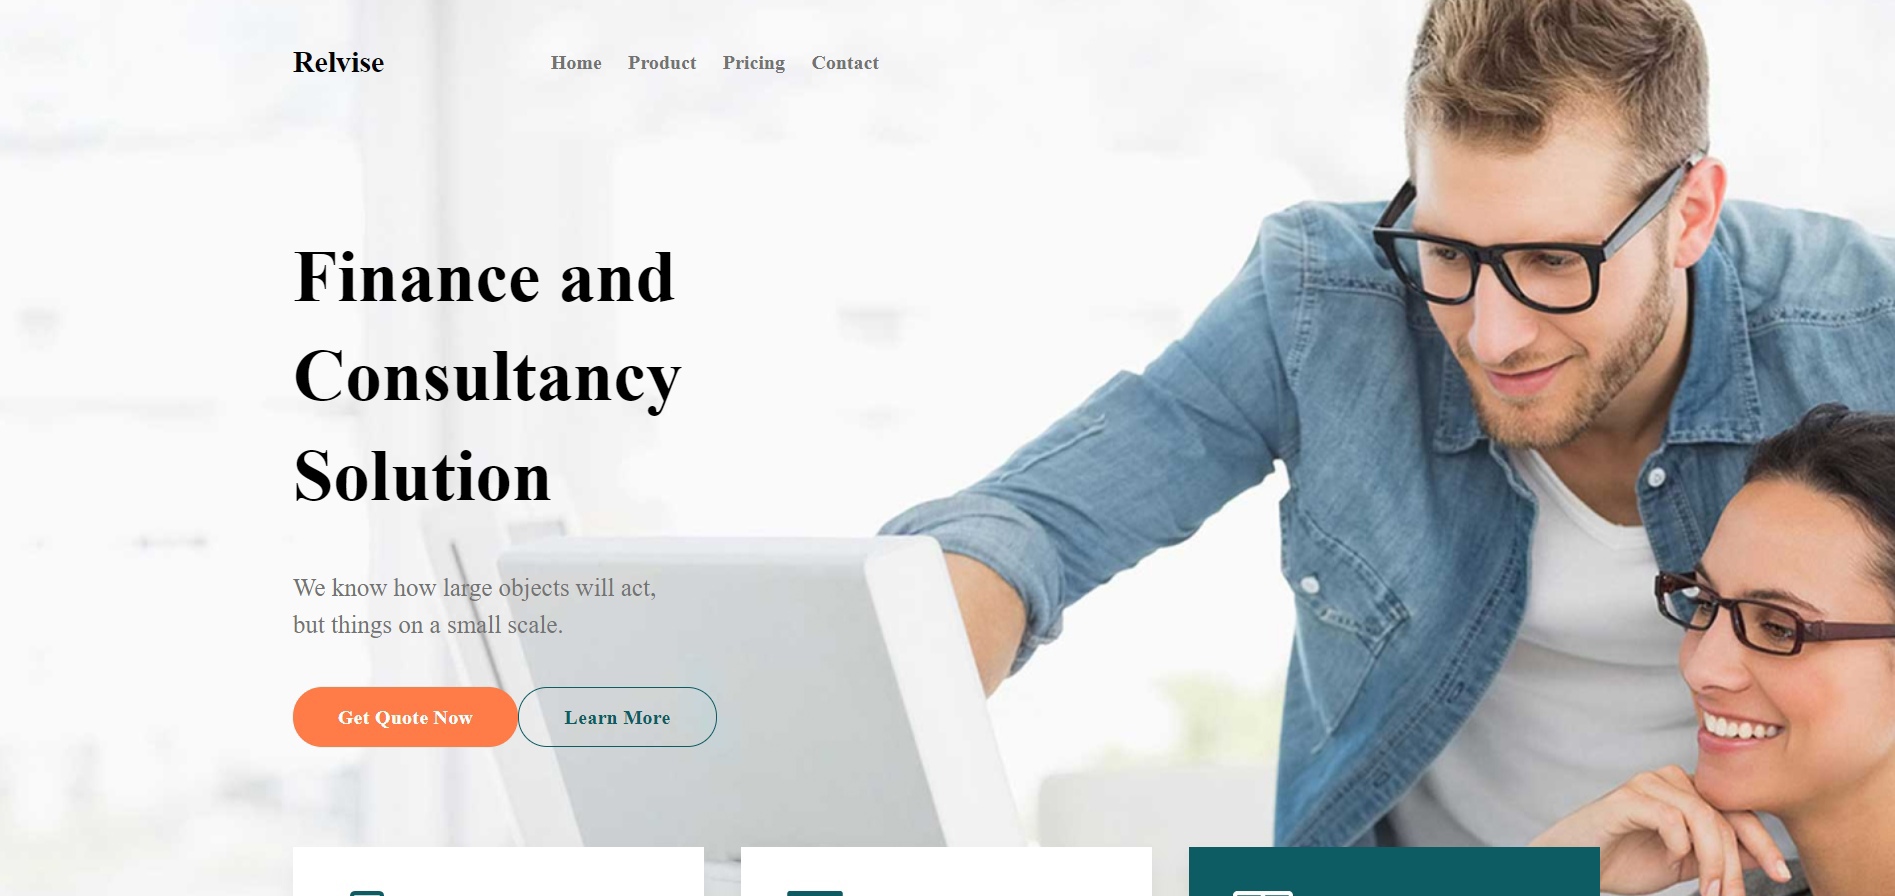 Relvise
Home Product Pricing Contact
Finance and
Consultancy
Solution
We know how large objects will act,
but things on a small scale.
Get Quote Now
Learn More